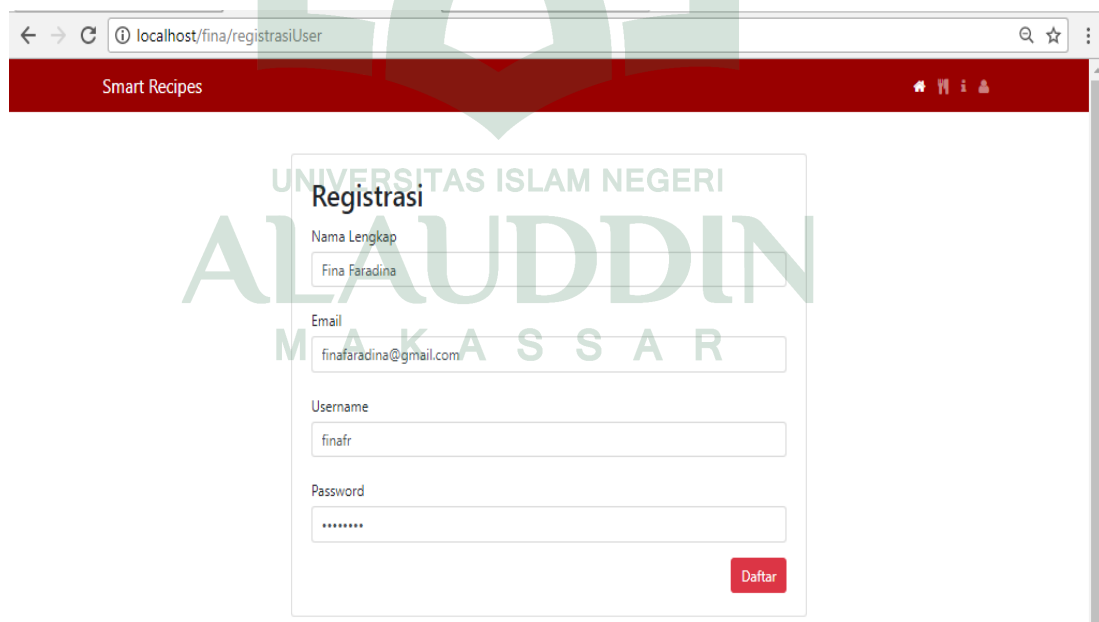 localhost/fina/registrasiUser
Smart Recipes
UNIVERSITAS ISLAM NEGERI
ALAUDDIN
MAKASSAR
Registrasi
Nama Lengkap
Fina Faradina
Email
finafaradina@gmail.com
Username
finafr
Password
••••••••
Daftar